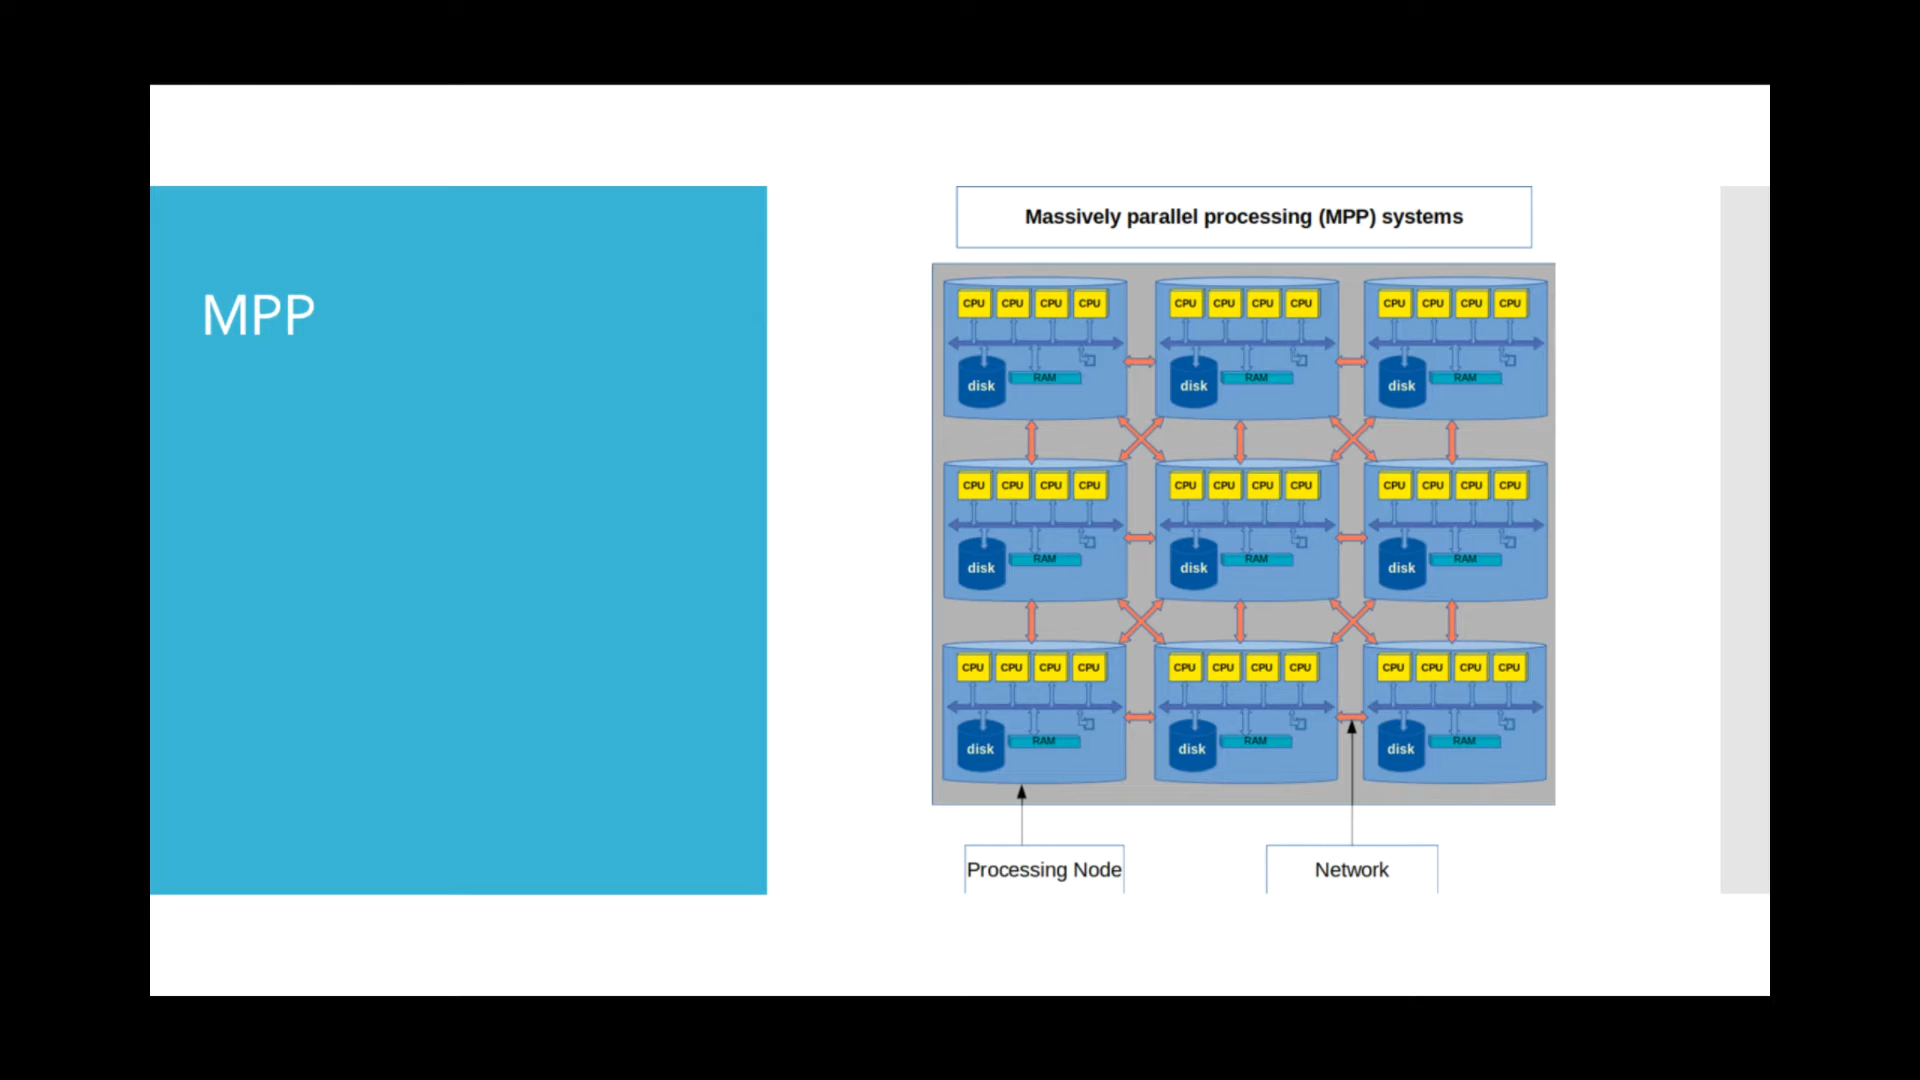 MPP
Massively parallel processing (MPP) systems
CPU CPU CPU CPU CPU CPU CPU CPU CPU CPU CPU CPU
disk RAM disk RAM disk RAM
CPU CPU CPU CPU CPU CPU CPU CPU CPU CPU CPU CPU
disk RAM disk RAM disk RAM
CPU CPU CPU CPU CPU CPU CPU CPU CPU CPU CPU CPU
disk RAM disk RAM disk RAM
Processing Node Network